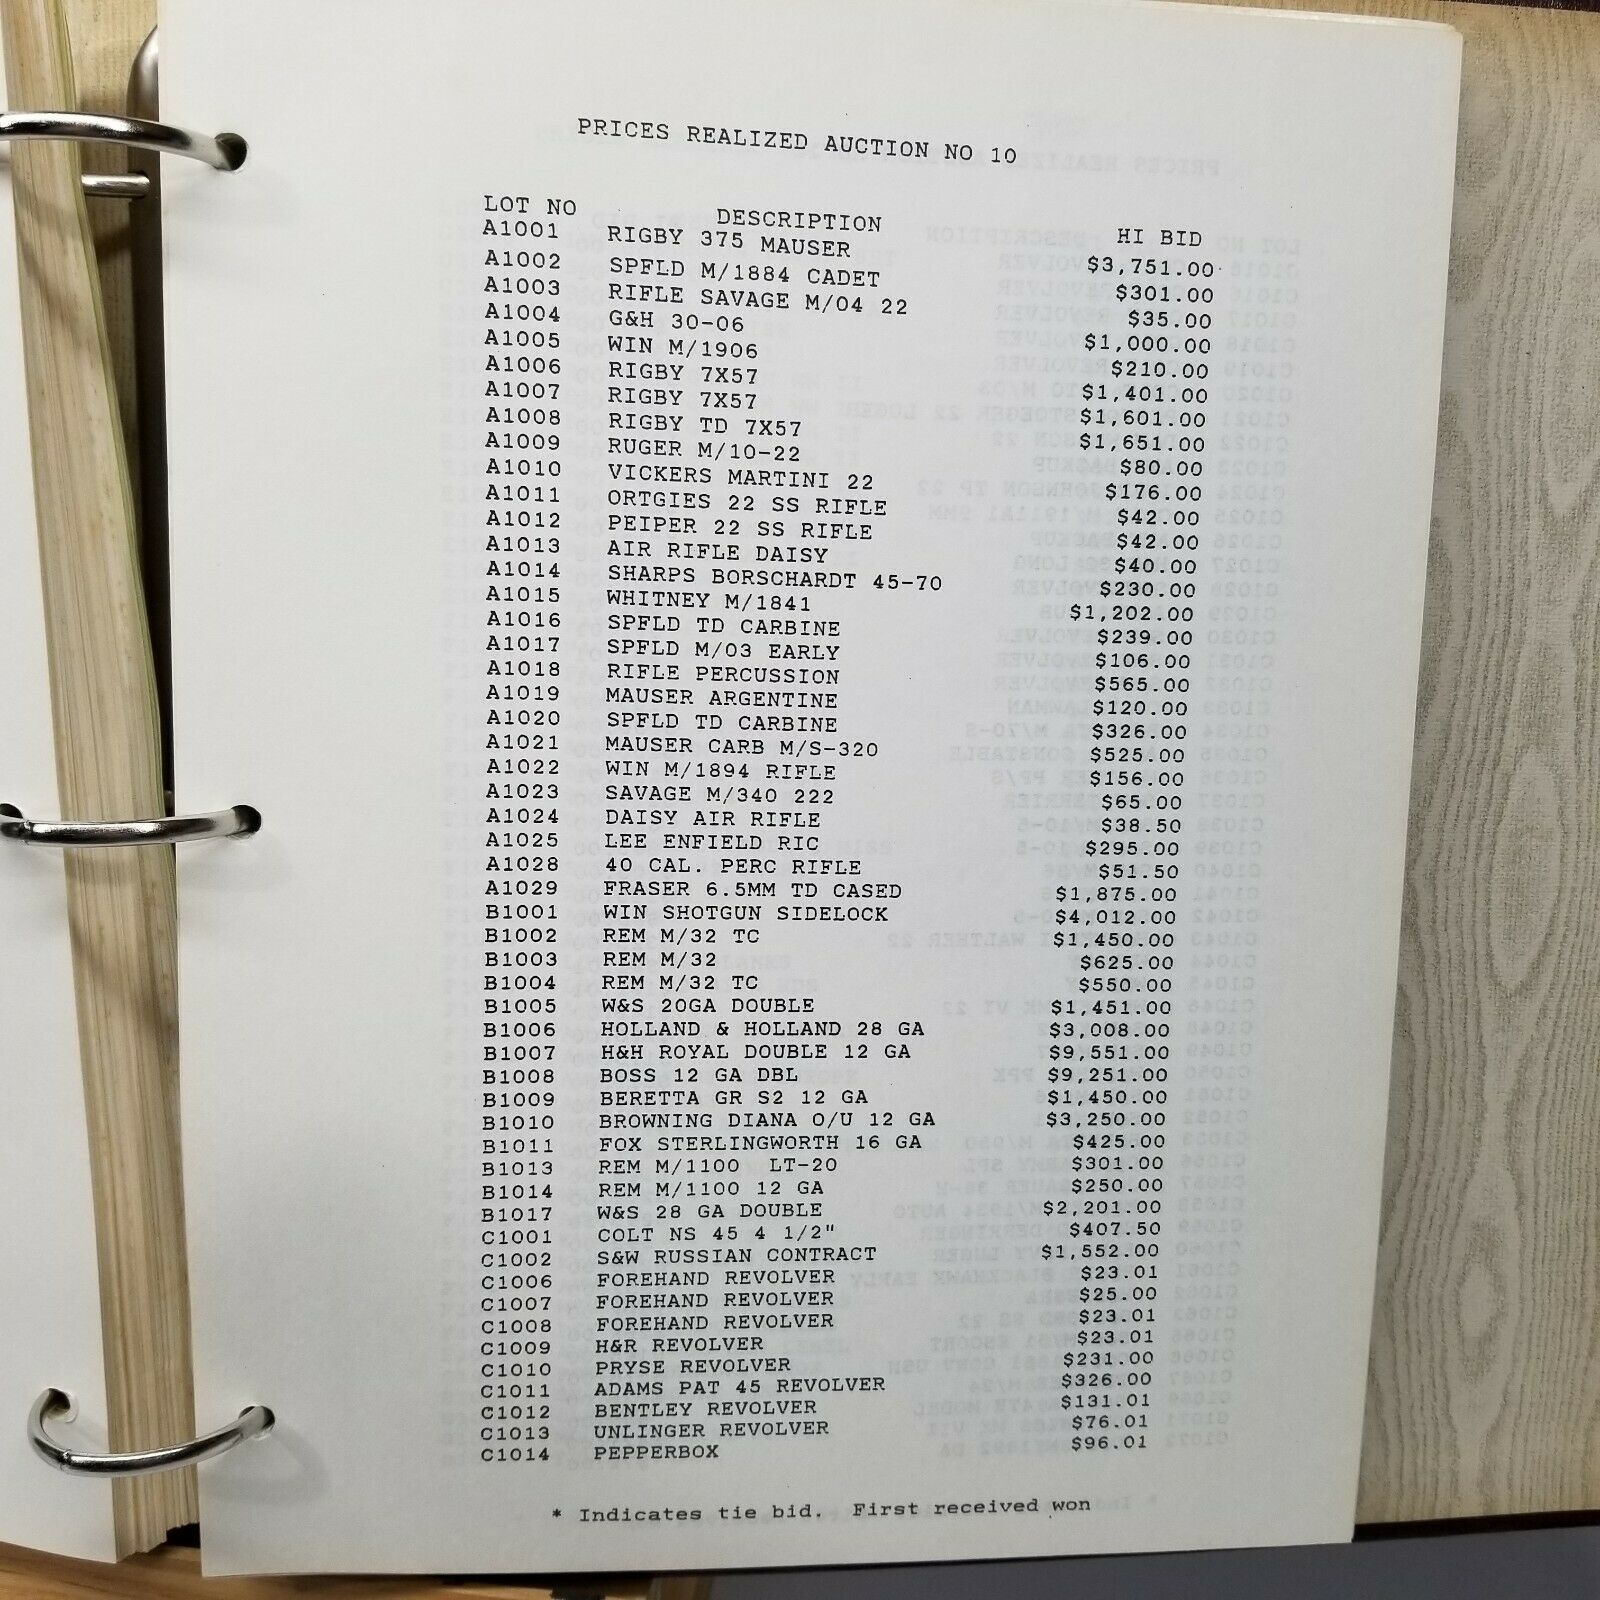 PRICES REALIZED AUCTION NO 10
LOT NO DESCRIPTION HI BID
A1001 RIGBY 375 MAUSER $3,751.00
A1002 SPFLD M/1884 CADET $301.00
A1003 RIFLE SAVAGE M/04 22 $35.00
A1004 G&H 30-06 $1,000.00
A1005 WIN M/1906 $210.00
A1006 RIGBY 7X57 $1,401.00
A1007 RIGBY 7X57 $1,601.00
A1008 RIGBY TD 7X57 $1,651.00
A1009 RUGER M/10-22 $80.00
A1010 VICKERS MARTINI 22 $176.00
A1011 ORTGIES 22 SS RIFLE $42.00
A1012 PEIPER 22 SS RIFLE $42.00
A1013 AIR RIFLE DAISY $40.00
A1014 SHARPS BORSCHARDT 45-70 $230.00
A1015 WHITNEY M/1841 $1,202.00
A1016 SPFLD TD CARBINE $239.00
A1017 SPFLD M/03 EARLY $106.00
A1018 RIFLE PERCUSSION $565.00
A1019 MAUSER ARGENTINE $120.00
A1020 SPFLD TD CARBINE $326.00
A1021 MAUSER CARB M/S-320 $525.00
A1022 WIN M/1894 RIFLE $156.00
A1023 SAVAGE M/340 222 $65.00
A1024 DAISY AIR RIFLE $38.50
A1025 LEE ENFIELD RIC $295.00
A1028 40 CAL. PERC RIFLE $51.50
A1029 FRASER 6.5MM TD CASED $1,875.00
B1001 WIN SHOTGUN SIDELOCK $4,012.00
B1002 REM M/32 TC $1,450.00
B1003 REM M/32 $625.00
B1004 REM M/32 TC $550.00
B1005 W&S 20GA DOUBLE $1,451.00
B1006 HOLLAND & HOLLAND 28 GA $3,008.00
B1007 H&H ROYAL DOUBLE 12 GA $9,551.00
B1008 BOSS 12 GA DBL $9,251.00
B1009 BERETTA GR S2 12 GA $1,450.00
B1010 BROWNING DIANA O/U 12 GA $3,250.00
B1011 FOX STERLINGWORTH 16 GA $425.00
B1013 REM M/1100 LT-20 $301.00
B1014 REM M/1100 12 GA $250.00
B1017 W&S 28 GA DOUBLE $2,201.00
C1001 COLT NS 45 4 1/2" $407.50
C1002 S&W RUSSIAN CONTRACT $1,552.00
C1006 FOREHAND REVOLVER $23.01
C1007 FOREHAND REVOLVER $25.00
C1008 FOREHAND REVOLVER $23.01
C1009 H&R REVOLVER $23.01
C1010 PRYSE REVOLVER $231.00
C1011 ADAMS PAT 45 REVOLVER $326.00
C1012 BENTLEY REVOLVER $131.01
C1013 UNLINGER REVOLVER $76.01
C1014 PEPPERBOX $96.01
* Indicates tie bid. First received won